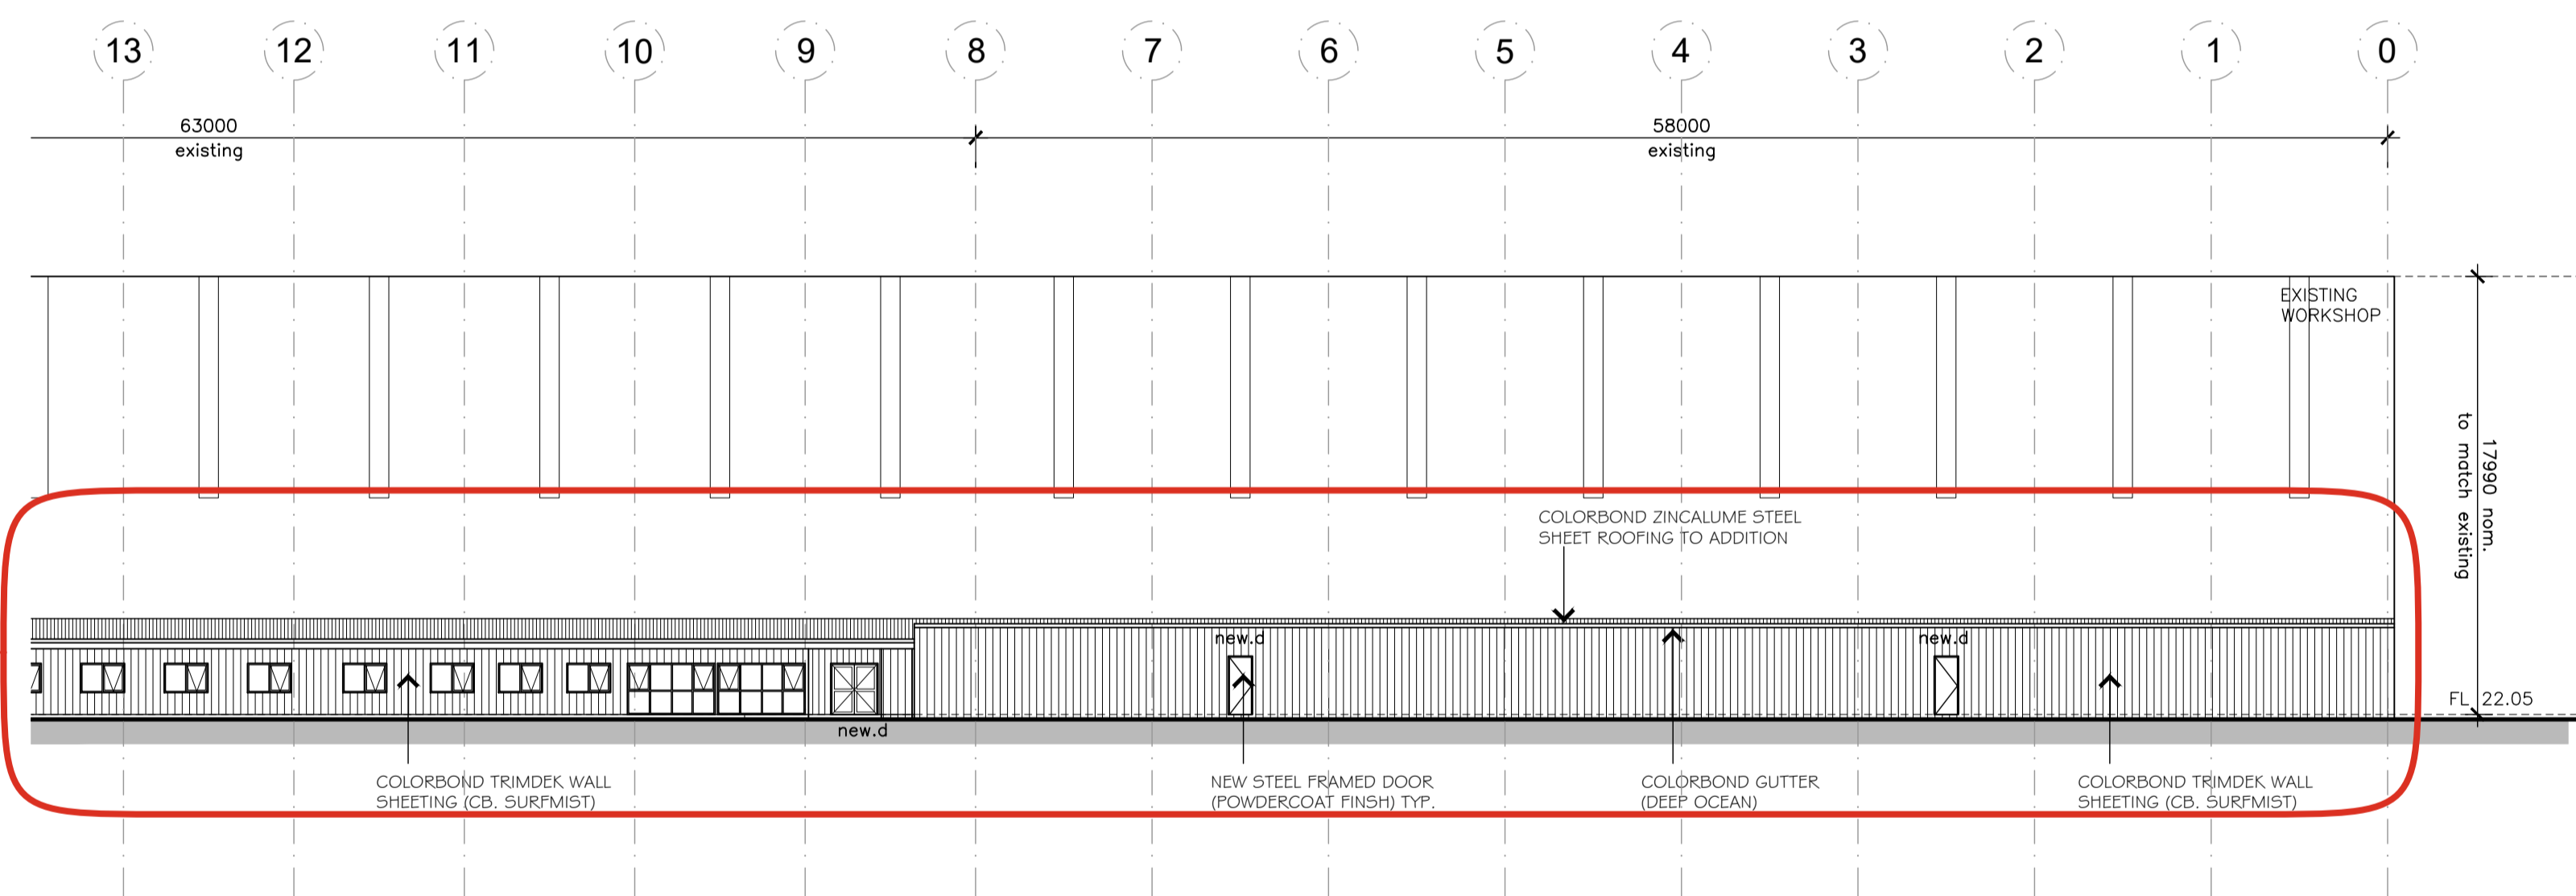 13 12 11 10 9 8 7 6 5 4 3 2 1 0
63000
existing
58000
existing
EXISTING
WORKSHOP
17990 nom.
to match existing
COLORBOND ZINCALUME STEEL
SHEET ROOFING TO ADDITION
new.d
new.d
FL 22.05
new.d
COLORBOND TRIMDEK WALL
SHEETING (CB. SURFMIST)
NEW STEEL FRAMED DOOR
(POWDERCOAT FINSH) TYP.
COLORBOND GUTTER
(DEEP OCEAN)
COLORBOND TRIMDEK WALL
SHEETING (CB. SURFMIST)